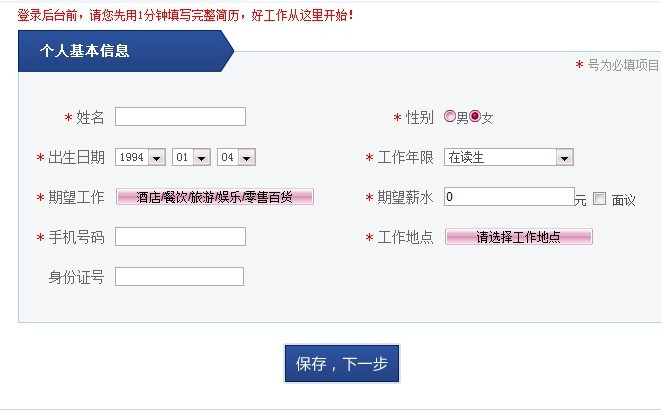 登录后台前，请您先用1分钟填写完整简历，好工作从这里开始！
个人基本信息
* 号为必填项目
* 姓名
* 性别 男 女
* 出生日期 1994 01 04
* 工作年限 在读生
* 期望工作 酒店/餐饮/旅游/娱乐/零售百货
* 期望薪水 0 元 面议
* 手机号码
* 工作地点 请选择工作地点
身份证号
保存，下一步